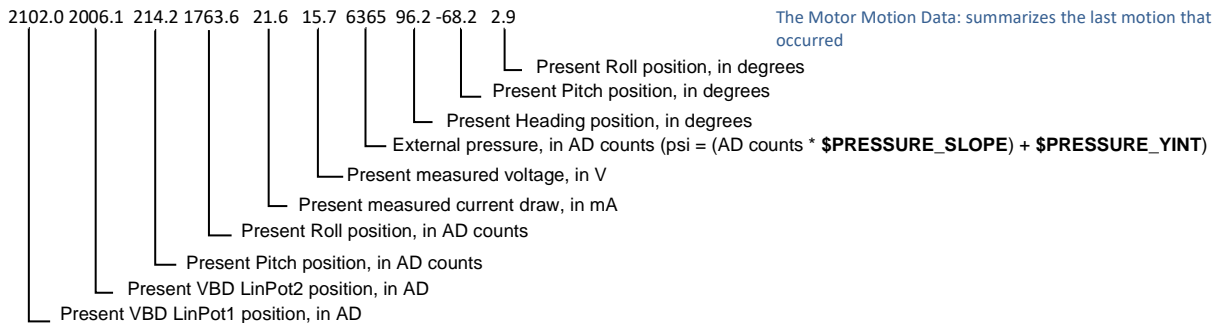 2102.0 2006.1 214.2 1763.6 21.6 15.7 6365 96.2 -68.2 2.9
The Motor Motion Data: summarizes the last motion that
occurred
Present Roll position, in degrees
Present Pitch position, in degrees
Present Heading position, in degrees
External pressure, in AD counts (psi = (AD counts * $PRESSURE_SLOPE) + $PRESSURE_YINT)
Present measured voltage, in V
Present measured current draw, in mA
Present Roll position, in AD counts
Present Pitch position, in AD counts
Present VBD LinPot2 position, in AD
Present VBD LinPot1 position, in AD